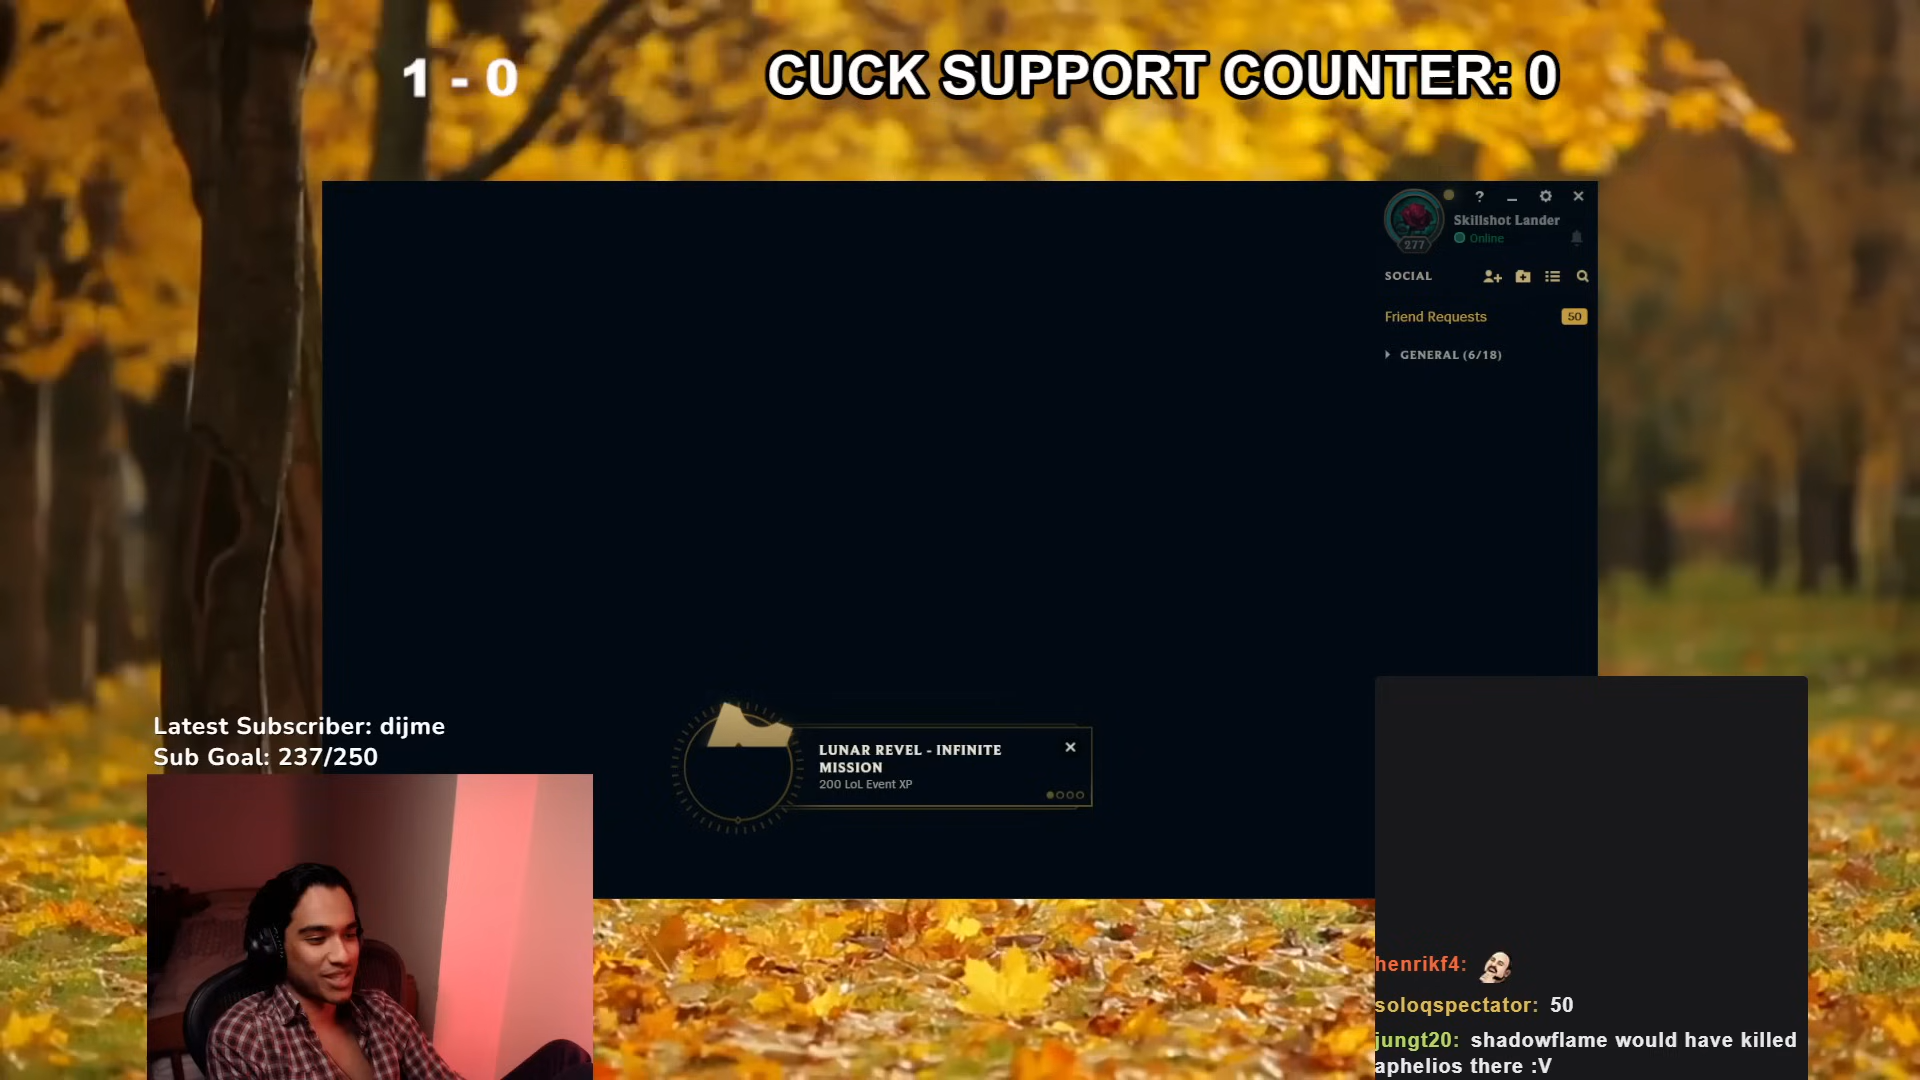 1 - 0
CUCK SUPPORT COUNTER: 0
?
Skillshot Lander
277
Online
SOCIAL
Friend Requests
50
GENERAL (6/18)
Latest Subscriber: dijme
Sub Goal: 237/250
LUNAR REVEL - INFINITE
MISSION
200 LoL Event XP
henrikf4:
soloqspectator: 50
jungt20: shadowflame would have killed
aphelios there :V